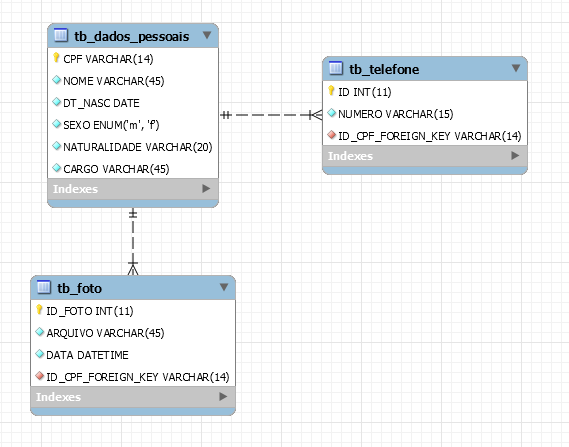 tb_dados_pessoais
CPF VARCHAR(14)
NOME VARCHAR(45)
DT_NASC DATE
SEXO ENUM('m', 'f')
NATURALIDADE VARCHAR(20)
CARGO VARCHAR(45)
Indexes
tb_telefone
ID INT(11)
NUMERO VARCHAR(15)
ID_CPF_FOREIGN_KEY VARCHAR(14)
Indexes
tb_foto
ID_FOTO INT(11)
ARQUIVO VARCHAR(45)
DATA DATETIME
ID_CPF_FOREIGN_KEY VARCHAR(14)
Indexes